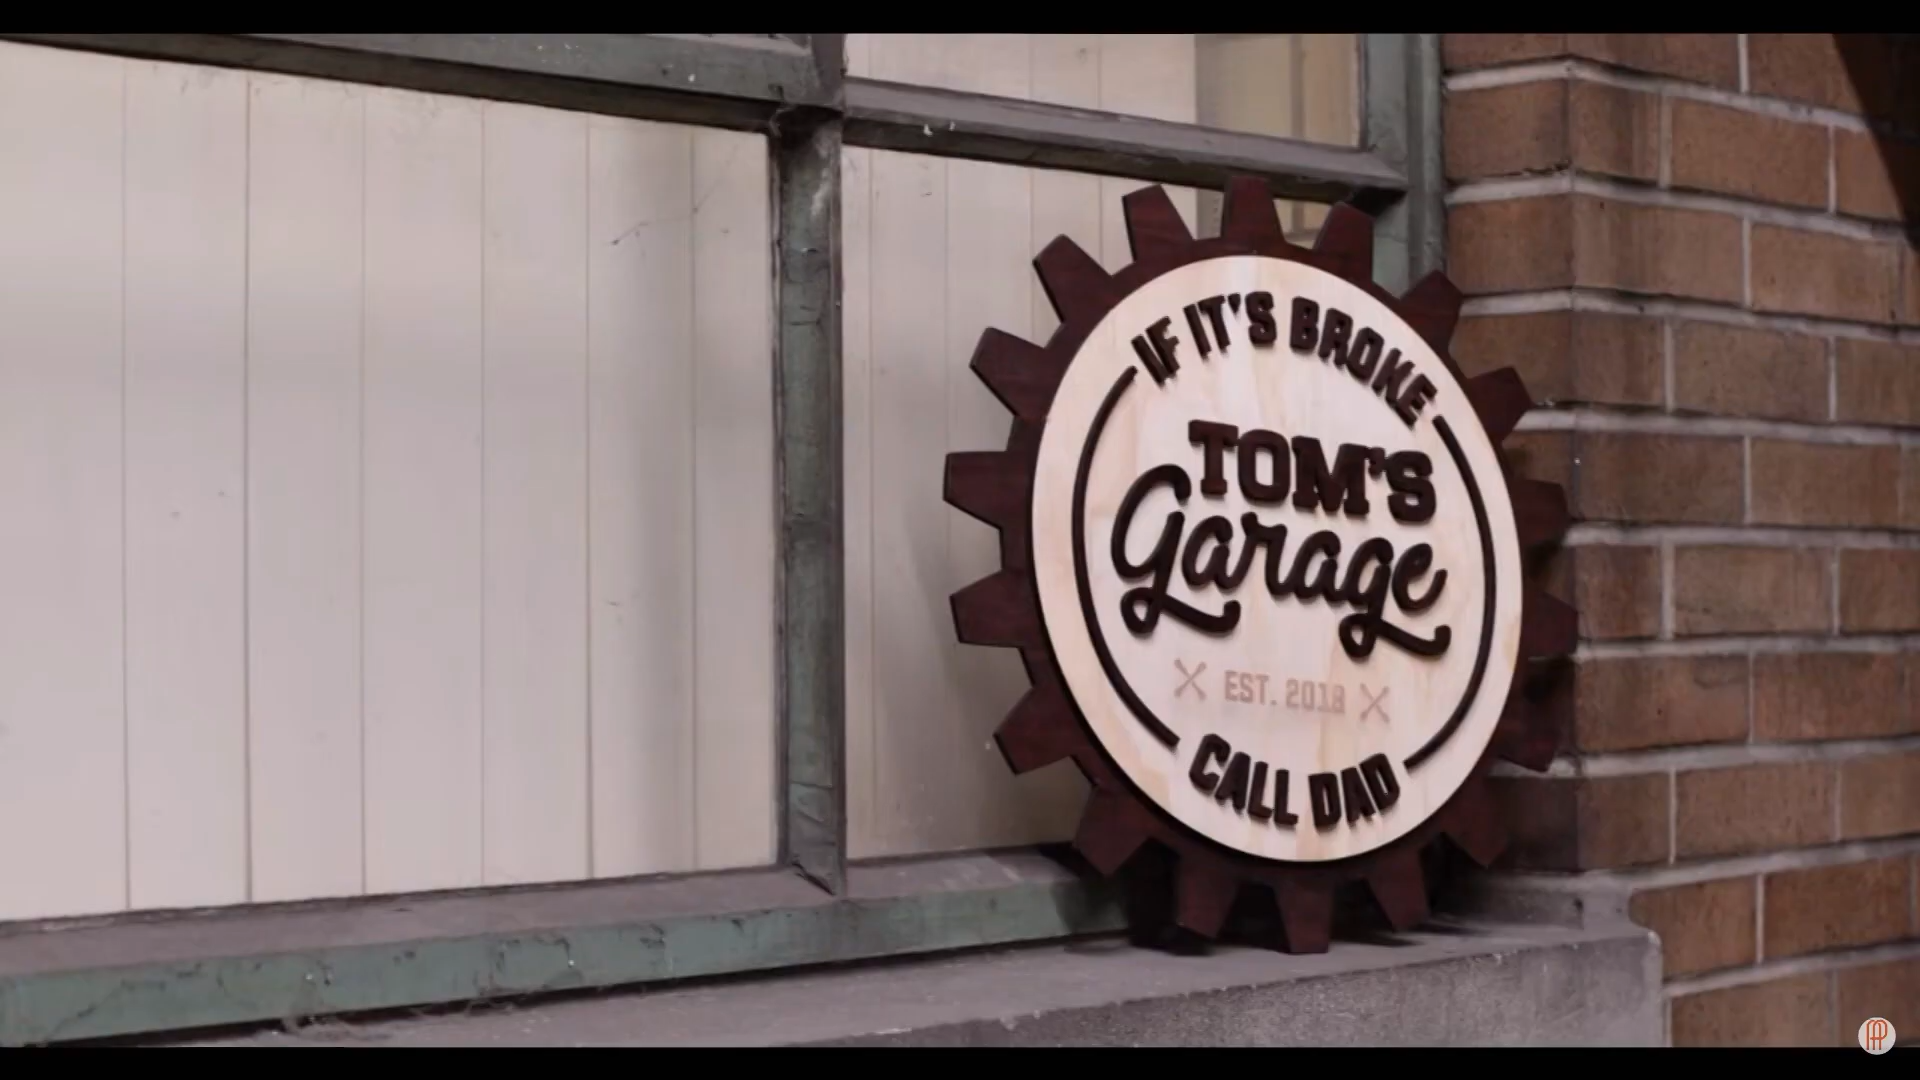 IF IT'S BROKE
TOM'S
Garage
EST. 2018
CALL DAD